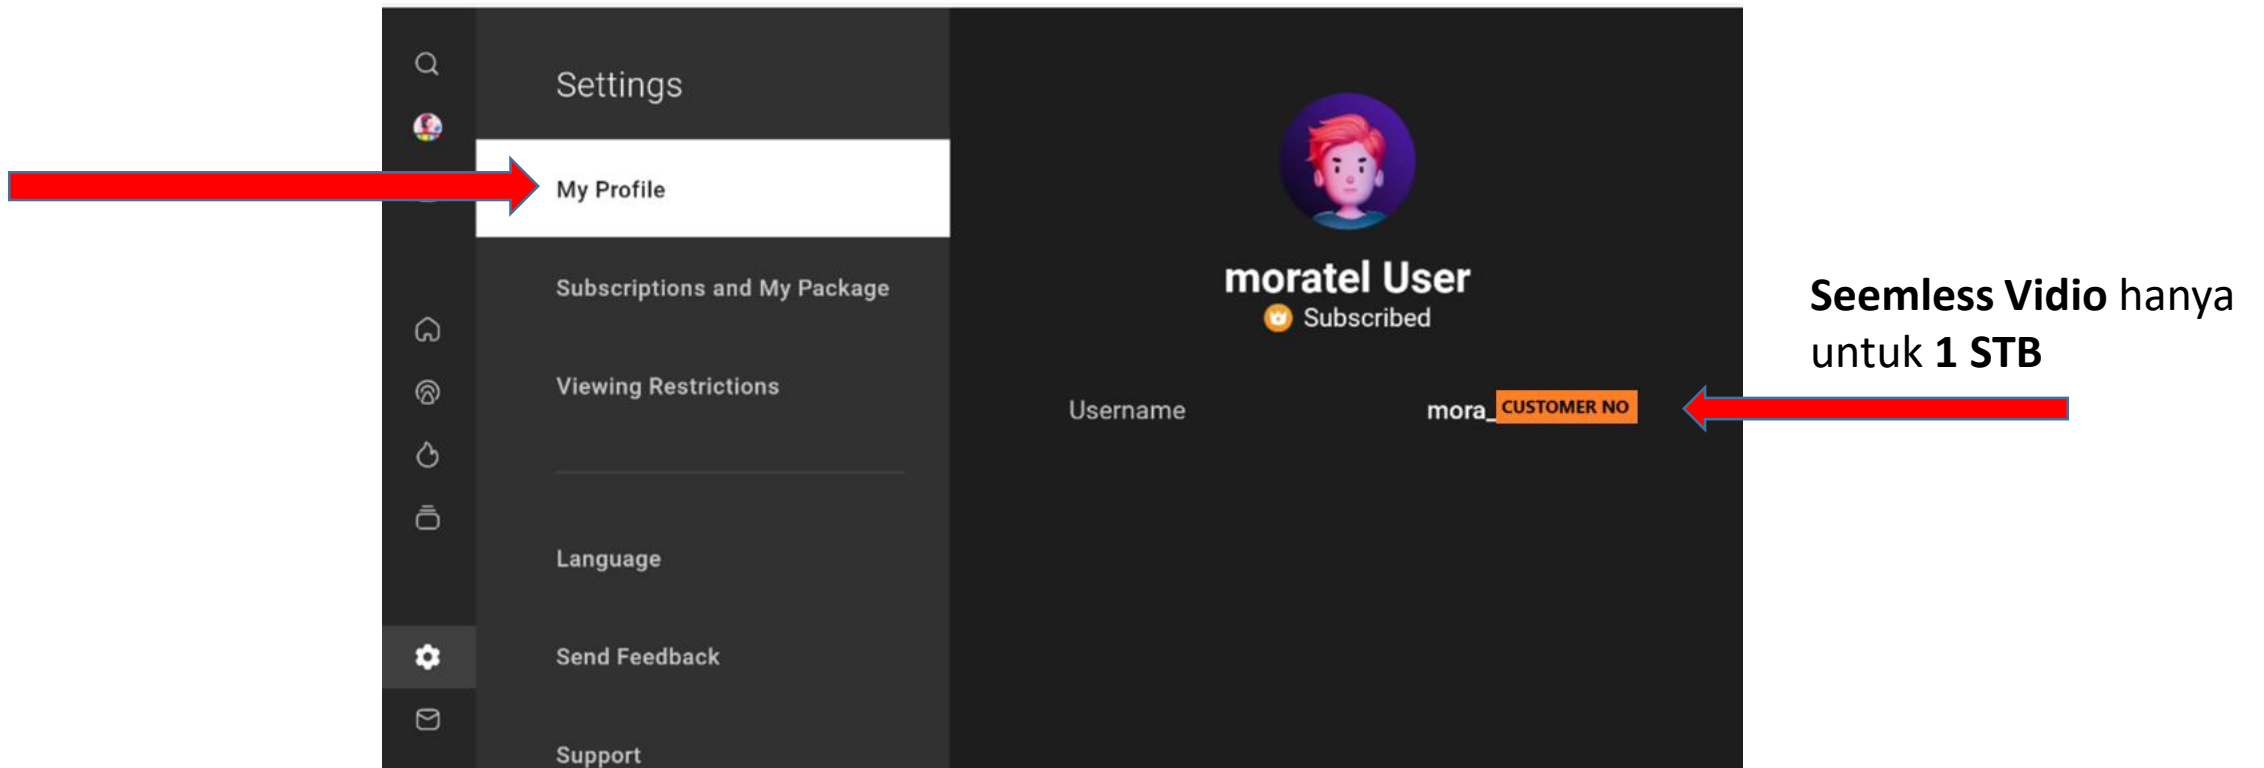 Settings
My Profile
Subscriptions and My Package
Viewing Restrictions
Language
Send Feedback
Support
moratel User
Subscribed
Username mora_ CUSTOMER NO
Seemless Vidio hanya
untuk 1 STB